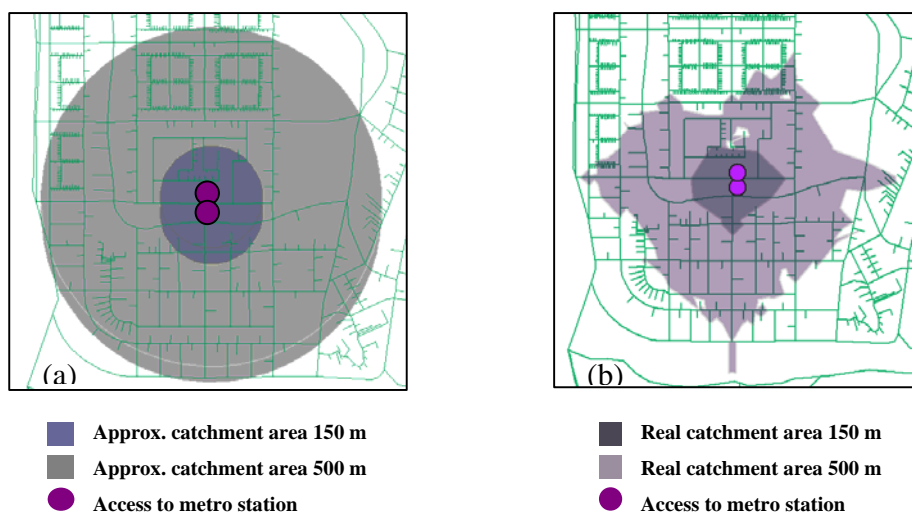 (a)
(b)
Approx. catchment area 150 m
Approx. catchment area 500 m
Access to metro station
Real catchment area 150 m
Real catchment area 500 m
Access to metro station